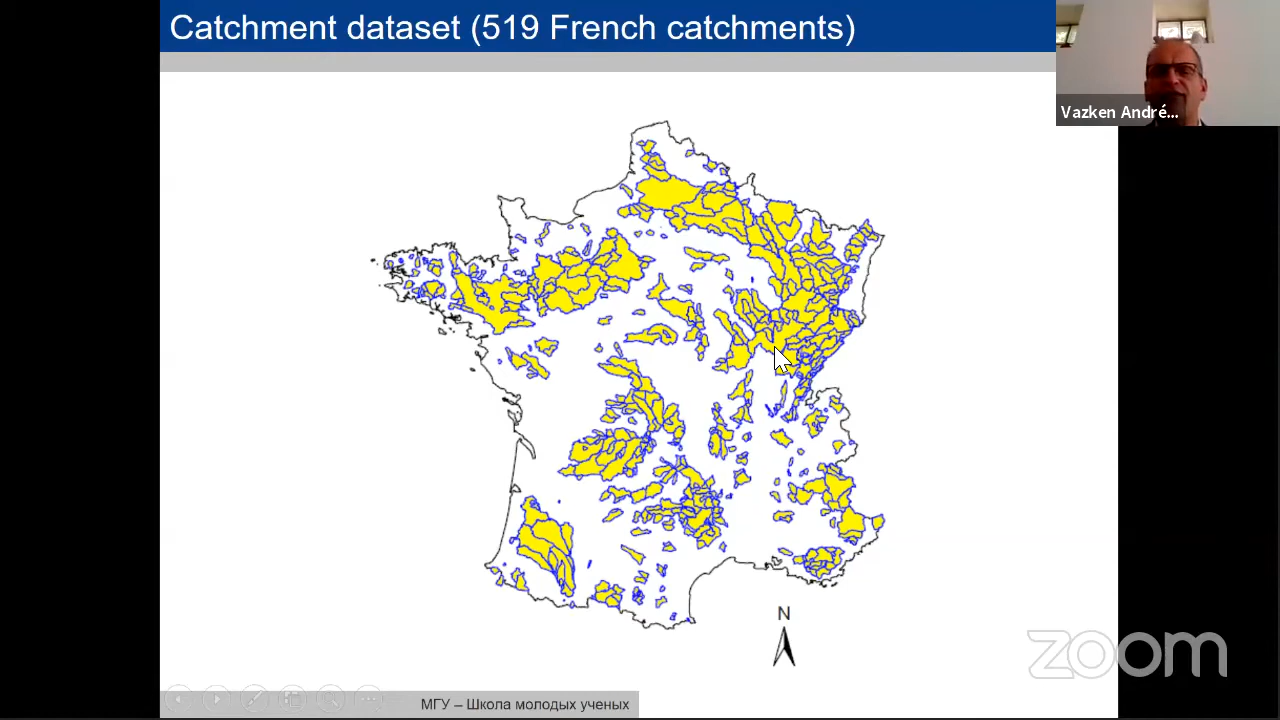 Catchment dataset (519 French catchments)
Vazken André...
N
zoom
МГУ – Школа молодых ученых